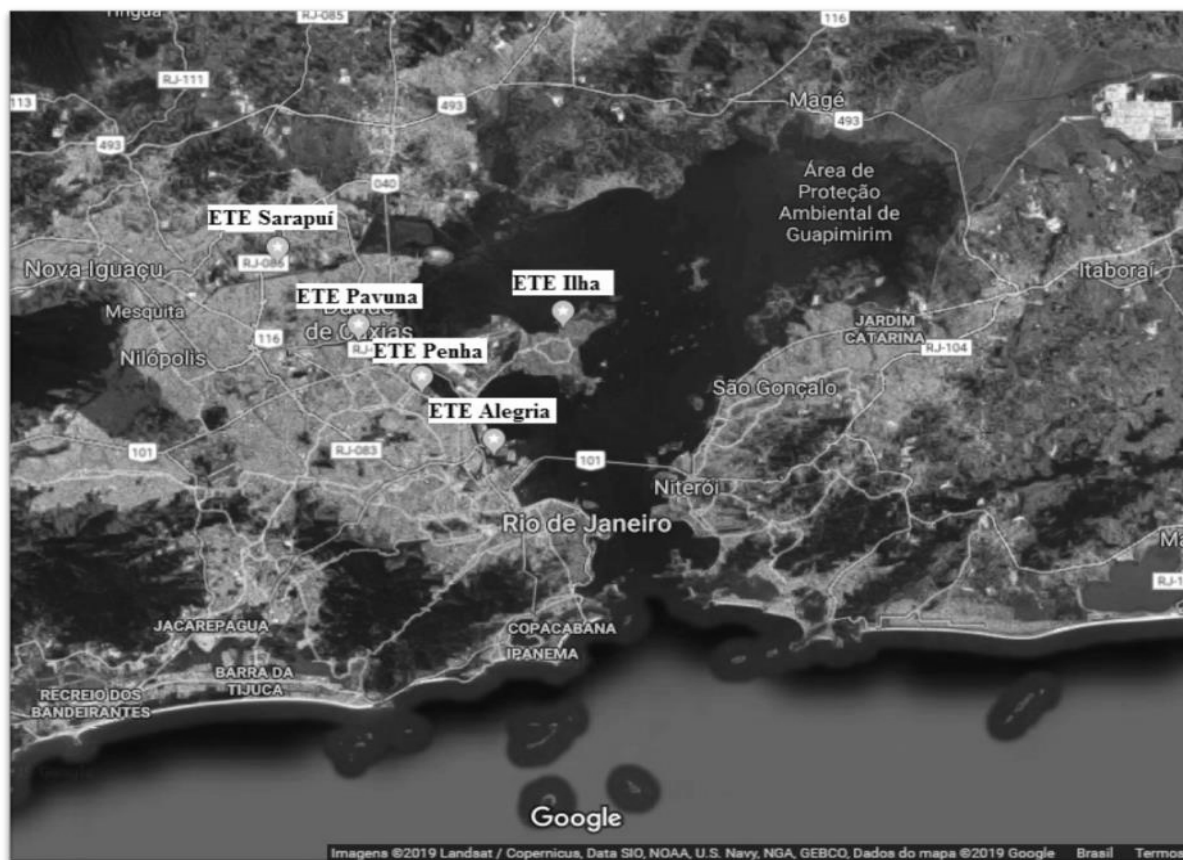 RJ-085
116
RJ-111
113
493
Magé
493
493
Área de
Proteção
Ambiental de
Guapimirim
040
ETE Sarapuí
RJ-086
Nova Iguaçu
Itaboraí
ETE Ilha
ETE Pavuna
Mesquita
Duque
de Caxias
JARDIM
CATARINA
116
RJ-104
Nilópolis
ETE Penha
São Gonçalo
ETE Alegria
101
RJ-083
101
Niterói
Rio de Janeiro
JACAREPAGUA
COPACABANA
IPANEMA
BARRA DA
TIJUCA
RECREIO DOS
BANDEIRANTES
Google
Imagens ©2019 Landsat / Copernicus, Data SIO, NOAA, U.S. Navy, NGA, GEBCO, Dados do mapa ©2019 Google Brasil Termos